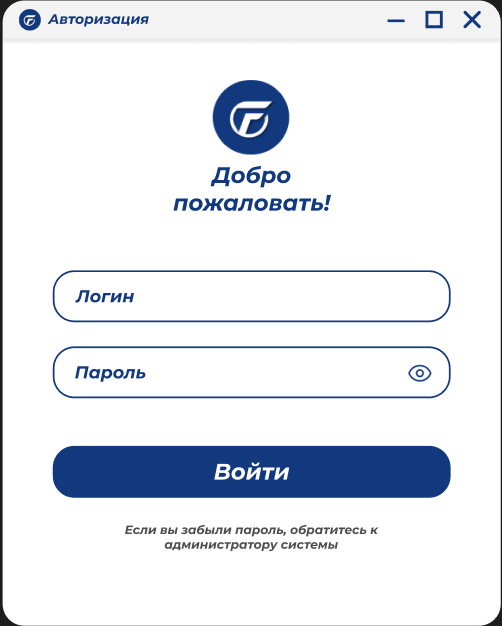 Авторизация
Добро
пожаловать!
Логин
Пароль
Войти
Если вы забыли пароль, обратитесь к
администратору системы